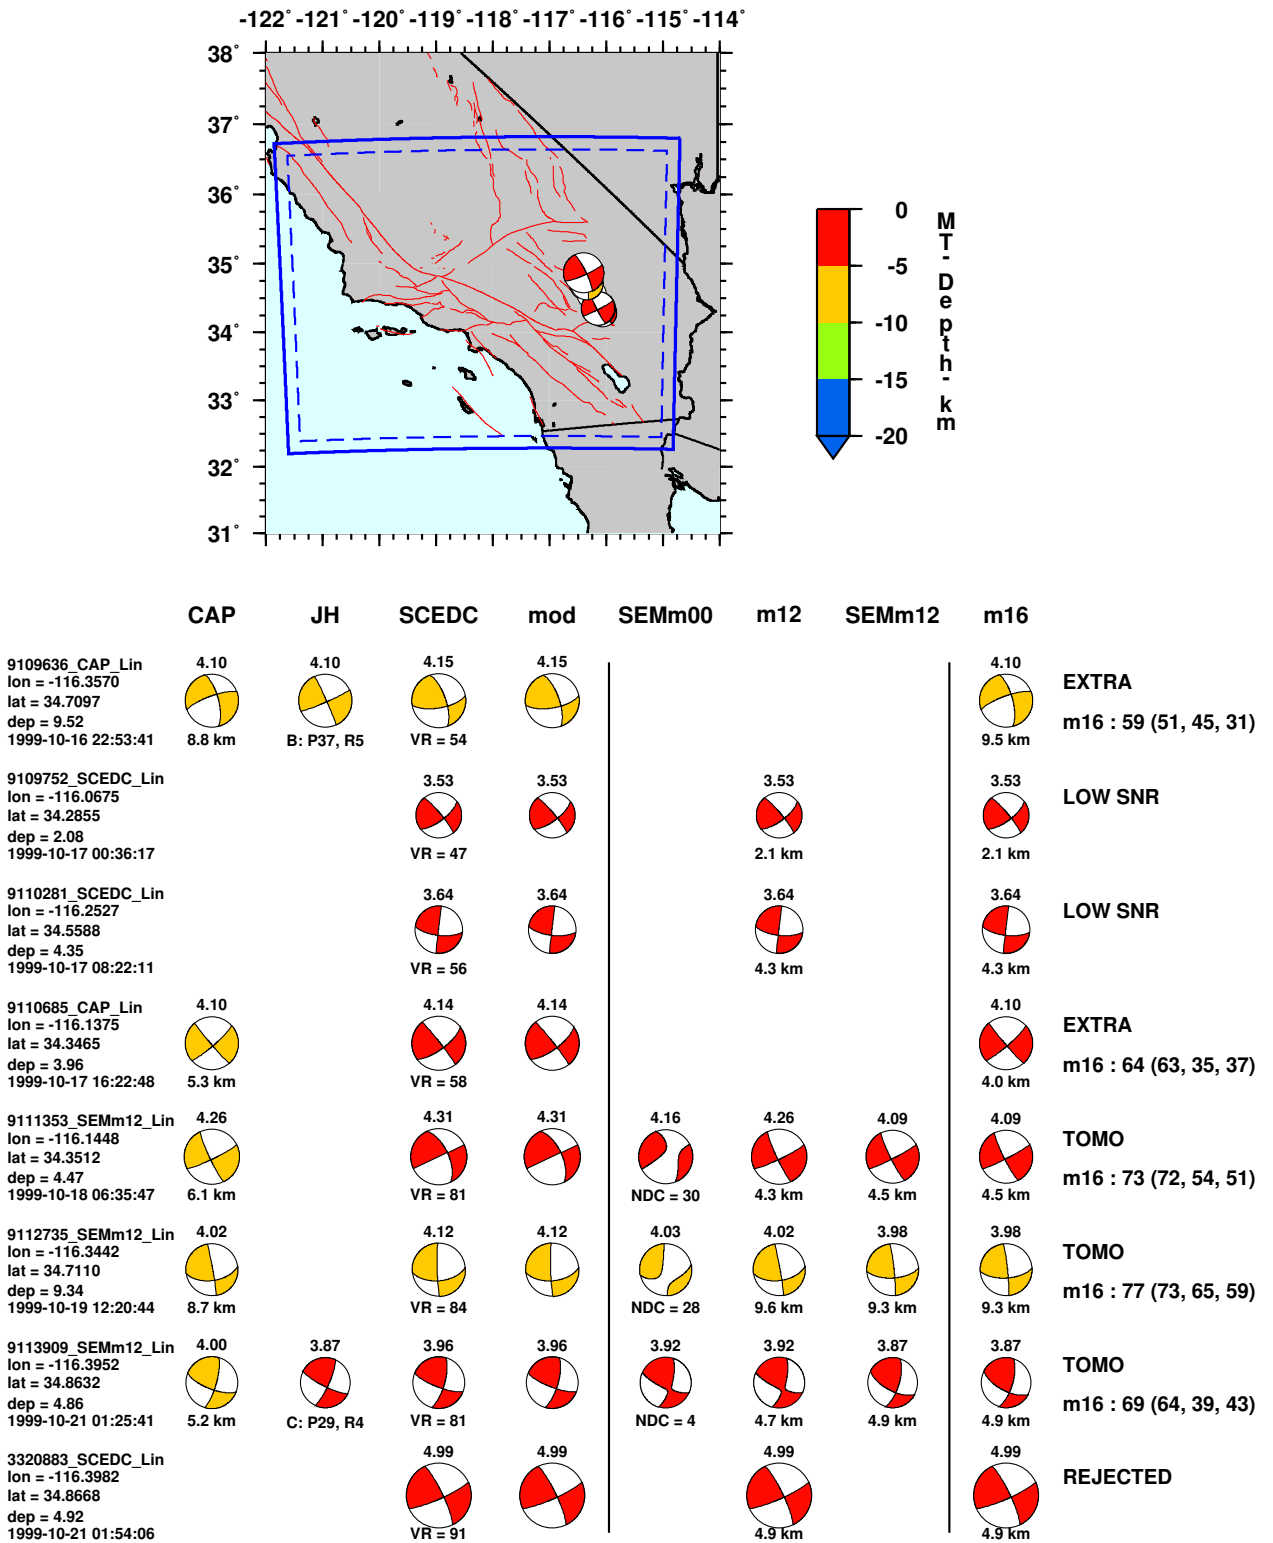 -122° -121° -120° -119° -118° -117° -116° -115° -114°
38°
37°
36°
35°
34°
33°
32°
31°
0
-5
-10
-15
-20
MT-Depth-km
CAP JH SCEDC mod SEMm00 m12 SEMm12 m16
9109636_CAP_Lin
lon = -116.3570
lat = 34.7097
dep = 9.52
1999-10-16 22:53:41
4.10 4.10 4.15 4.15 4.10
8.8 km B: P37, R5 VR = 54 9.5 km
EXTRA
m16 : 59 (51, 45, 31)
9109752_SCEDC_Lin
lon = -116.0675
lat = 34.2855
dep = 2.08
1999-10-17 00:36:17
3.53 3.53 3.53 3.53
VR = 47 2.1 km 2.1 km
LOW SNR
9110281_SCEDC_Lin
lon = -116.2527
lat = 34.5588
dep = 4.35
1999-10-17 08:22:11
3.64 3.64 3.64 3.64
VR = 56 4.3 km 4.3 km
LOW SNR
9110685_CAP_Lin
lon = -116.1375
lat = 34.3465
dep = 3.96
1999-10-17 16:22:48
4.10 4.14 4.14 4.10
5.3 km VR = 58 4.0 km
EXTRA
m16 : 64 (63, 35, 37)
9111353_SEMm12_Lin
lon = -116.1448
lat = 34.3512
dep = 4.47
1999-10-18 06:35:47
4.26 4.31 4.31 4.16 4.26 4.09 4.09
6.1 km VR = 81 NDC = 30 4.3 km 4.5 km 4.5 km
TOMO
m16 : 73 (72, 54, 51)
9112735_SEMm12_Lin
lon = -116.3442
lat = 34.7110
dep = 9.34
1999-10-19 12:20:44
4.02 4.12 4.12 4.03 4.02 3.98 3.98
8.7 km VR = 84 NDC = 28 9.6 km 9.3 km 9.3 km
TOMO
m16 : 77 (73, 65, 59)
9113909_SEMm12_Lin
lon = -116.3952
lat = 34.8632
dep = 4.86
1999-10-21 01:25:41
4.00 3.87 3.96 3.96 3.92 3.92 3.87 3.87
5.2 km C: P29, R4 VR = 81 NDC = 4 4.7 km 4.9 km 4.9 km
TOMO
m16 : 69 (64, 39, 43)
3320883_SCEDC_Lin
lon = -116.3982
lat = 34.8668
dep = 4.92
1999-10-21 01:54:06
4.99 4.99 4.99 4.99
VR = 91 4.9 km 4.9 km
REJECTED